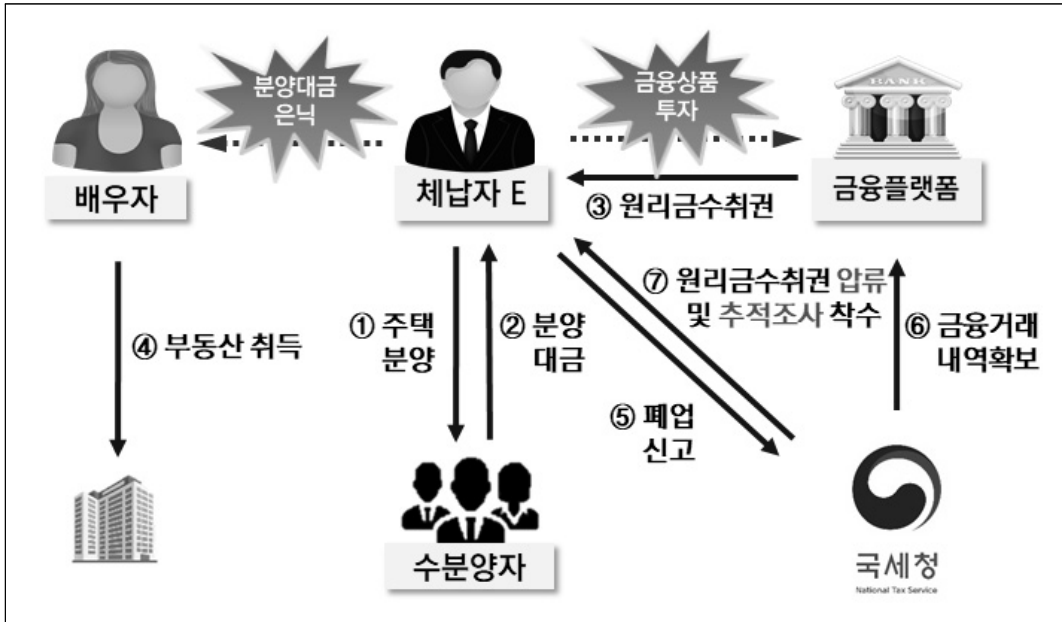 분양대금
은닉
금융상품
투자
BANK
배우자
체납자 E
금융플랫폼
③ 원리금수취권
① 주택
분양
② 분양
대금
⑦ 원리금수취권 압류
및 추적조사 착수
⑥ 금융거래
내역확보
④ 부동산 취득
⑤ 폐업
신고
수분양자
국세청
National Tax Service